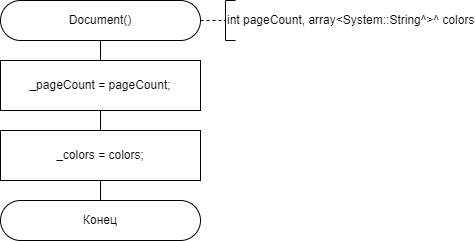 Document()
int pageCount, array<System::String^>^ colors
_pageCount = pageCount;
_colors = colors;
Конец